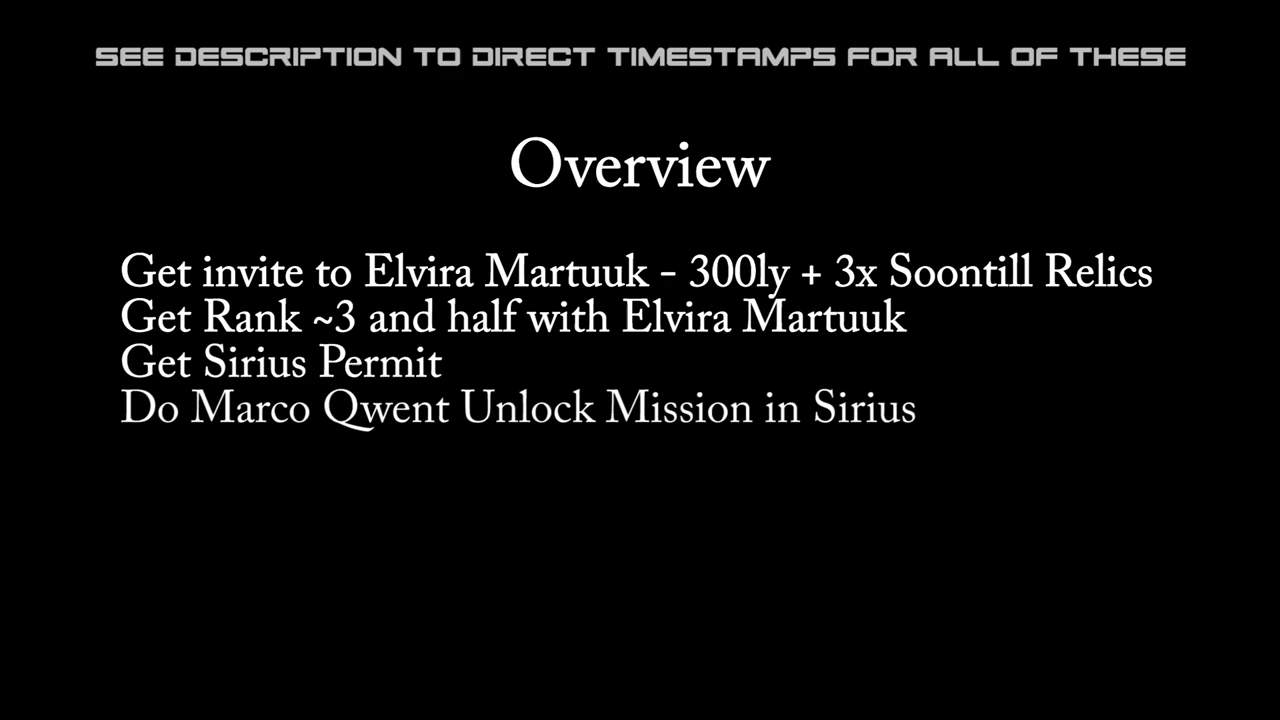 SEE DESCRIPTION TO DIRECT TIMESTAMPS FOR ALL OF THESE
Overview
Get invite to Elvira Martuuk - 300ly + 3x Soontill Relics
Get Rank ~3 and half with Elvira Martuuk
Get Sirius Permit
Do Marco Qwent Unlock Mission in Sirius